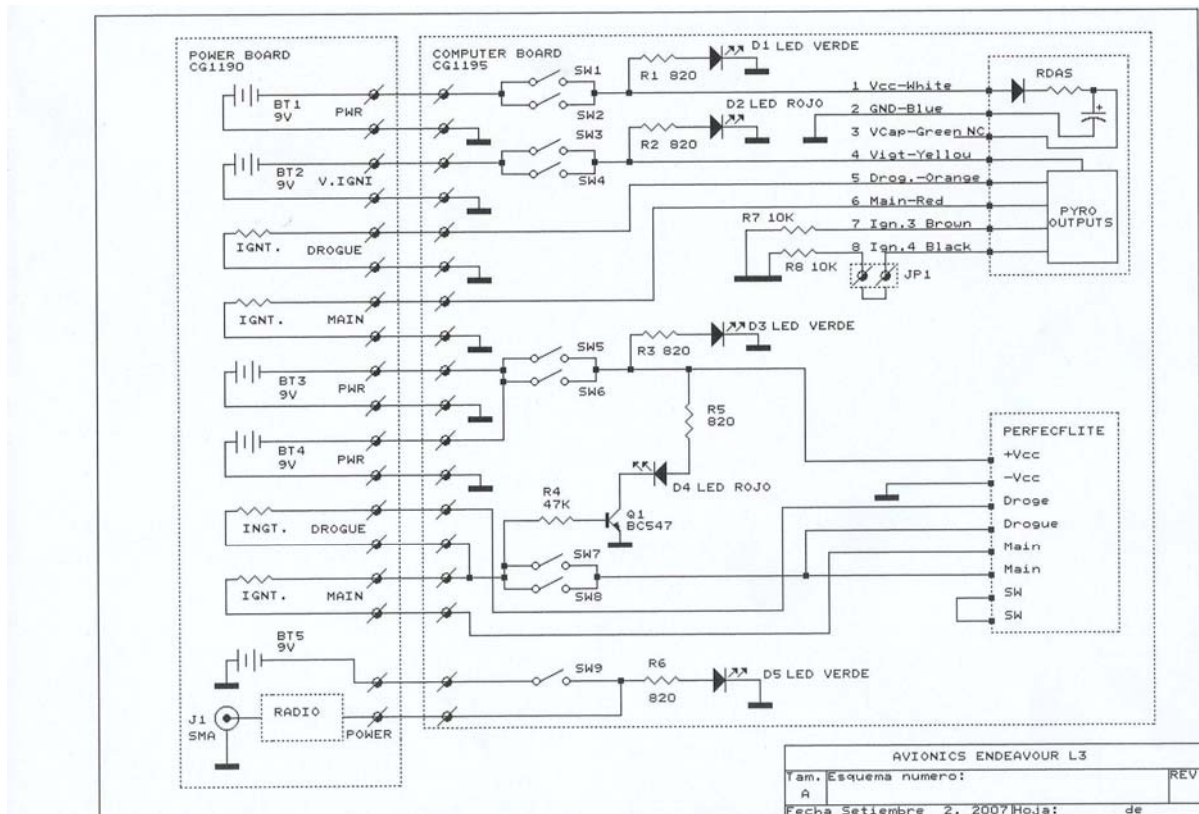 POWER BOARD
CG1190
COMPUTER BOARD
CG1195
BT1
9V
PWR
SW1
SW2
R1 820
D1 LED VERDE
1 Vcc-White
RDAS
+
D2 LED ROJO
2 GND-Blue
3 VCap-Green NC
BT2
9V
V.IGNI
SW3
SW4
R2 820
4 Vigt-Yellou
5 Drog.-Orange
6 Main-Red
7 Ign.3 Brown
8 Ign.4 Black
PYRO
OUTPUTS
R7 10K
R8 10K
JP1
IGNT.
DROGUE
IGNT.
MAIN
BT3
9V
PWR
SW5
SW6
R3 820
D3 LED VERDE
R5
820
BT4
9V
PWR
D4 LED ROJO
R4
47K
Q1
BC547
PERFECFLITE
+Vcc
-Vcc
Droge
Drogue
Main
Main
SW
SW
INGT.
DROGUE
SW7
SW8
IGNT.
MAIN
BT5
9V
SW9
R6
820
D5 LED VERDE
J1
SMA
RADIO
POWER
AVIONICS ENDEAVOUR L3
Tam.
A
Esquema numero:
REV
Fecha Setiembre 2, 2007
Hoja: de